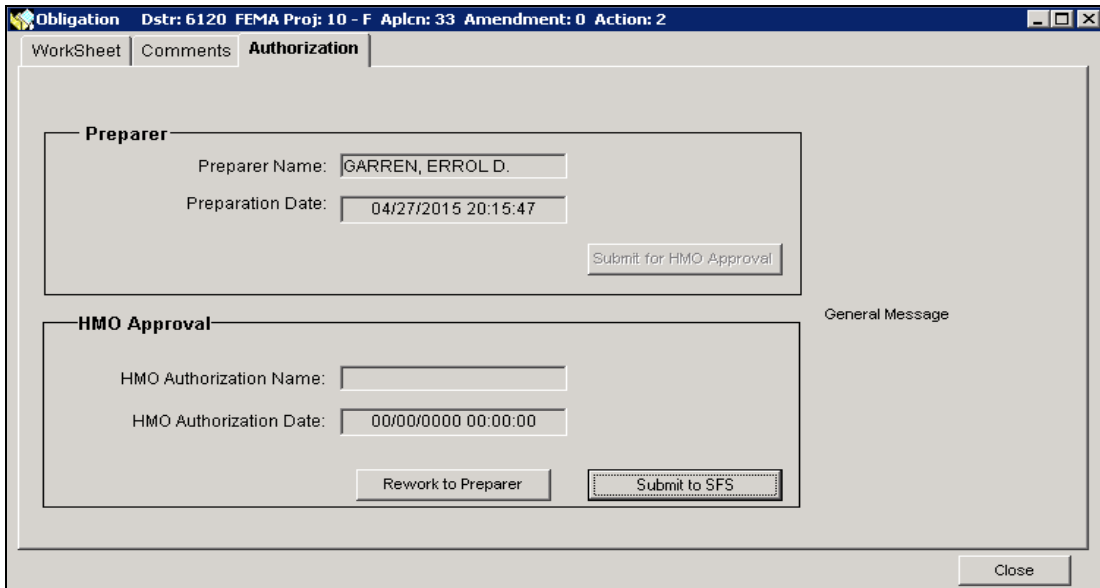 Obligation Dstr: 6120 FEMA Proj: 10 - F Aplcn: 33 Amendment: 0 Action: 2
WorkSheet Comments Authorization
Preparer
Preparer Name: GARREN, ERROL D.
Preparation Date: 04/27/2015 20:15:47
Submit for HMO Approval
General Message
HMO Approval
HMO Authorization Name:
HMO Authorization Date: 00/00/0000 00:00:00
Rework to Preparer Submit to SFS
Close